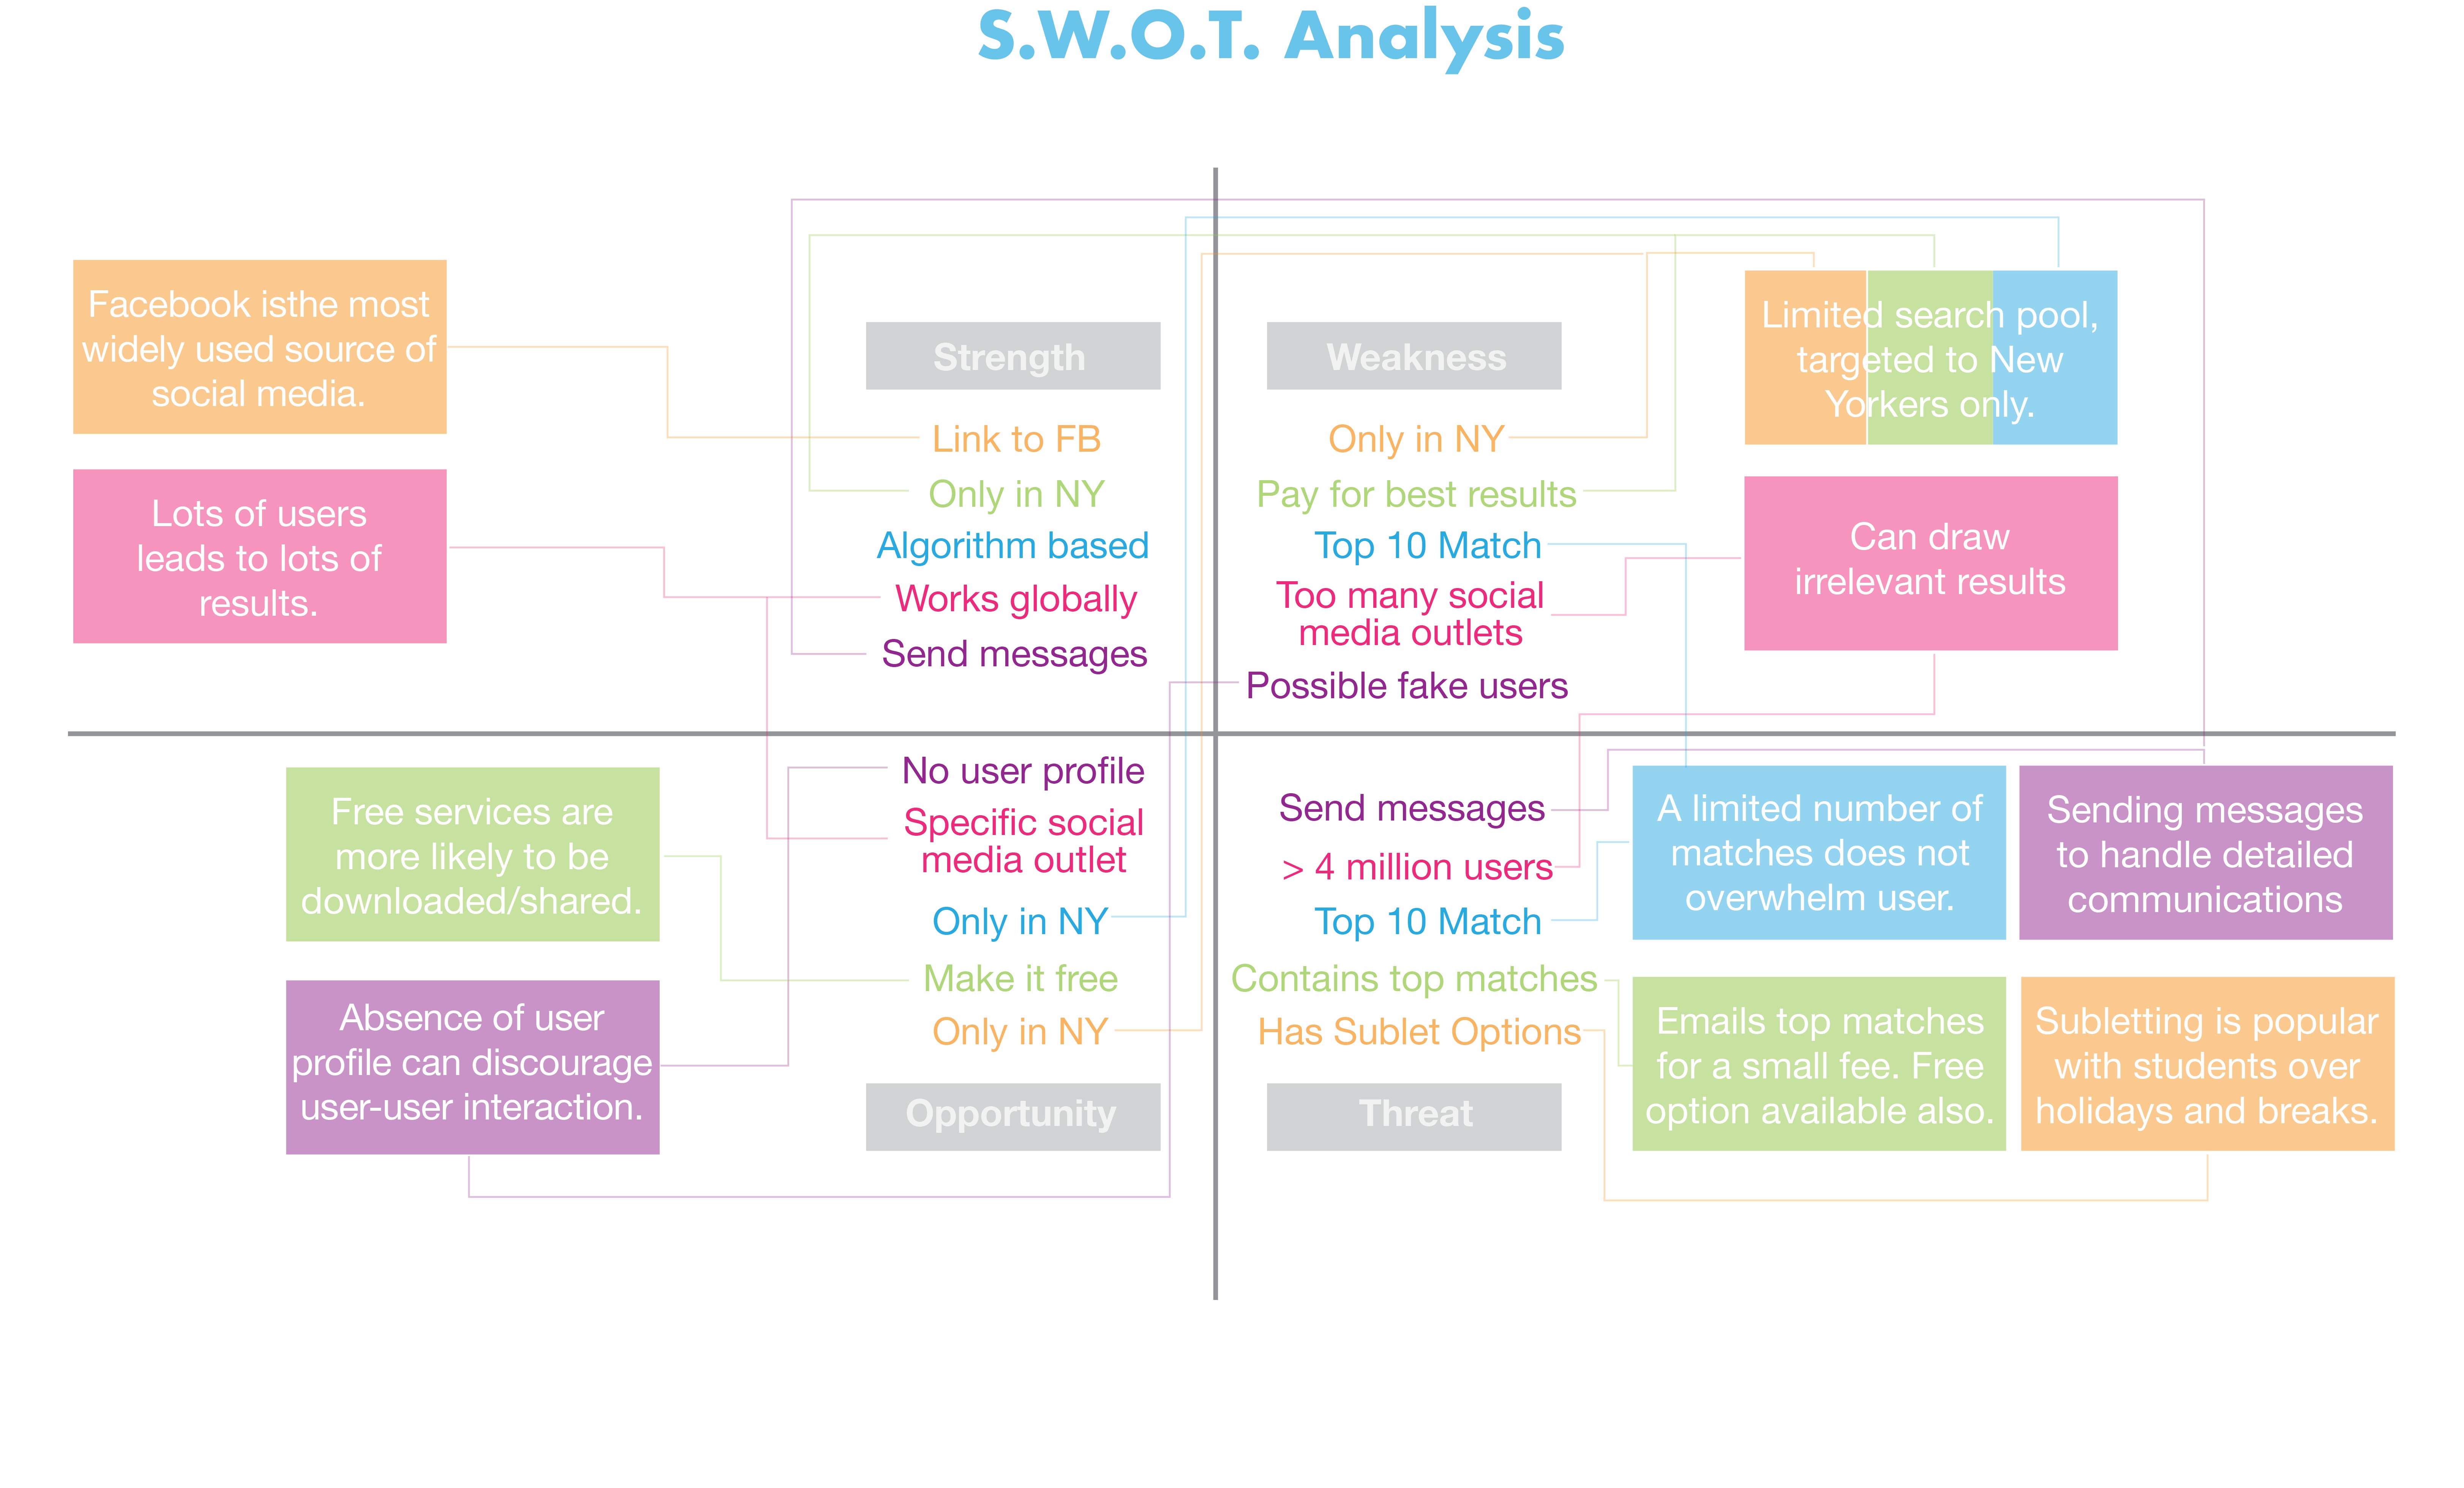 S.W.O.T. Analysis
Facebook isthe most
widely used source of
social media.
Lots of users
leads to lots of
results.
Strength
Link to FB
Only in NY
Algorithm based
Works globally
Send messages
Weakness
Only in NY
Pay for best results
Top 10 Match
Too many social
media outlets
Possible fake users
Limited search pool,
targeted to New
Yorkers only.
Can draw
irrelevant results
Free services are
more likely to be
downloaded/shared.
Absence of user
profile can discourage
user-user interaction.
No user profile
Specific social
media outlet
Only in NY
Make it free
Only in NY
Opportunity
Send messages
> 4 million users
Top 10 Match
Contains top matches
Has Sublet Options
Threat
A limited number of
matches does not
overwhelm user.
Sending messages
to handle detailed
communications
Emails top matches
for a small fee. Free
option available also.
Subletting is popular
with students over
holidays and breaks.